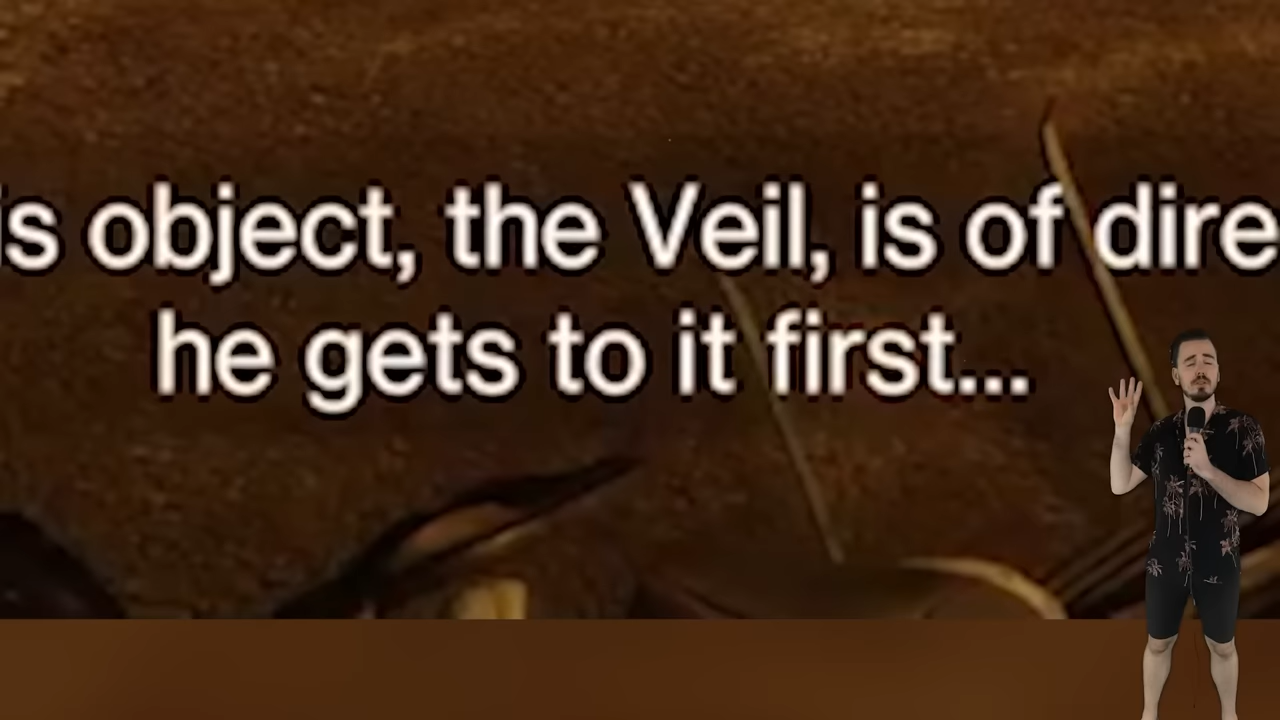 is object, the Veil, is of dire
he gets to it first...